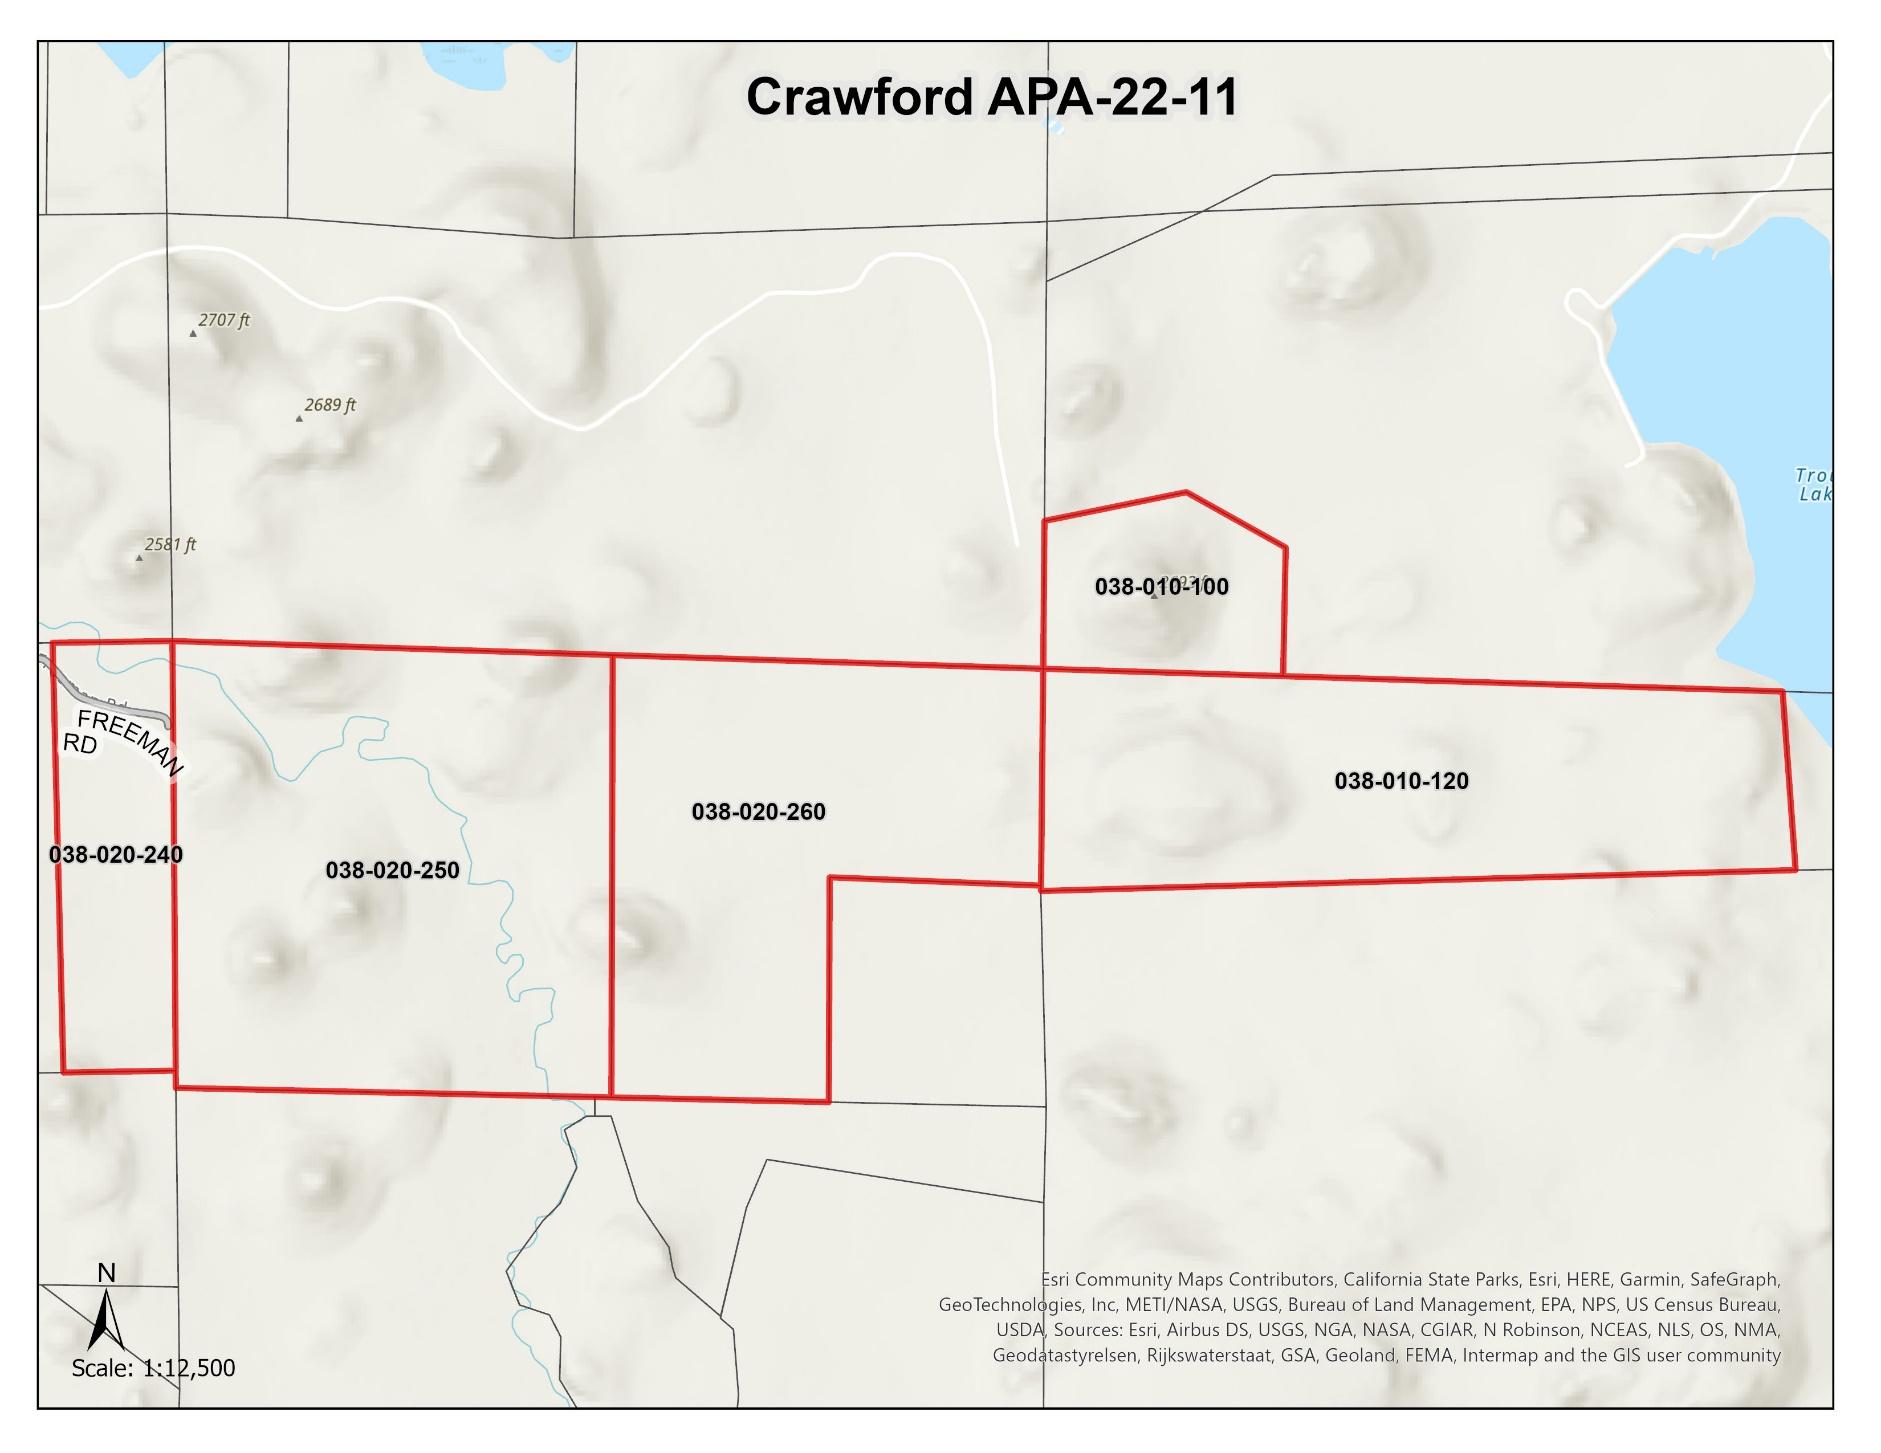 Crawford APA-22-11
2707 ft
2689 ft
2581 ft
Lak
038-010-100
FREEMAN
RD
038-010-120
038-020-260
038-020-240
038-020-250
N
Scale: 1:12,500
Esri Community Maps Contributors, California State Parks, Esri, HERE, Garmin, SafeGraph,
GeoTechnologies, Inc, METI/NASA, USGS, Bureau of Land Management, EPA, NPS, US Census Bureau,
USDA, Sources: Esri, Airbus DS, USGS, NGA, NASA, CGIAR, N Robinson, NCEAS, NLS, OS, NMA,
Geodatastyrelsen, Rijkswaterstaat, GSA, Geoland, FEMA, Intermap and the GIS user community